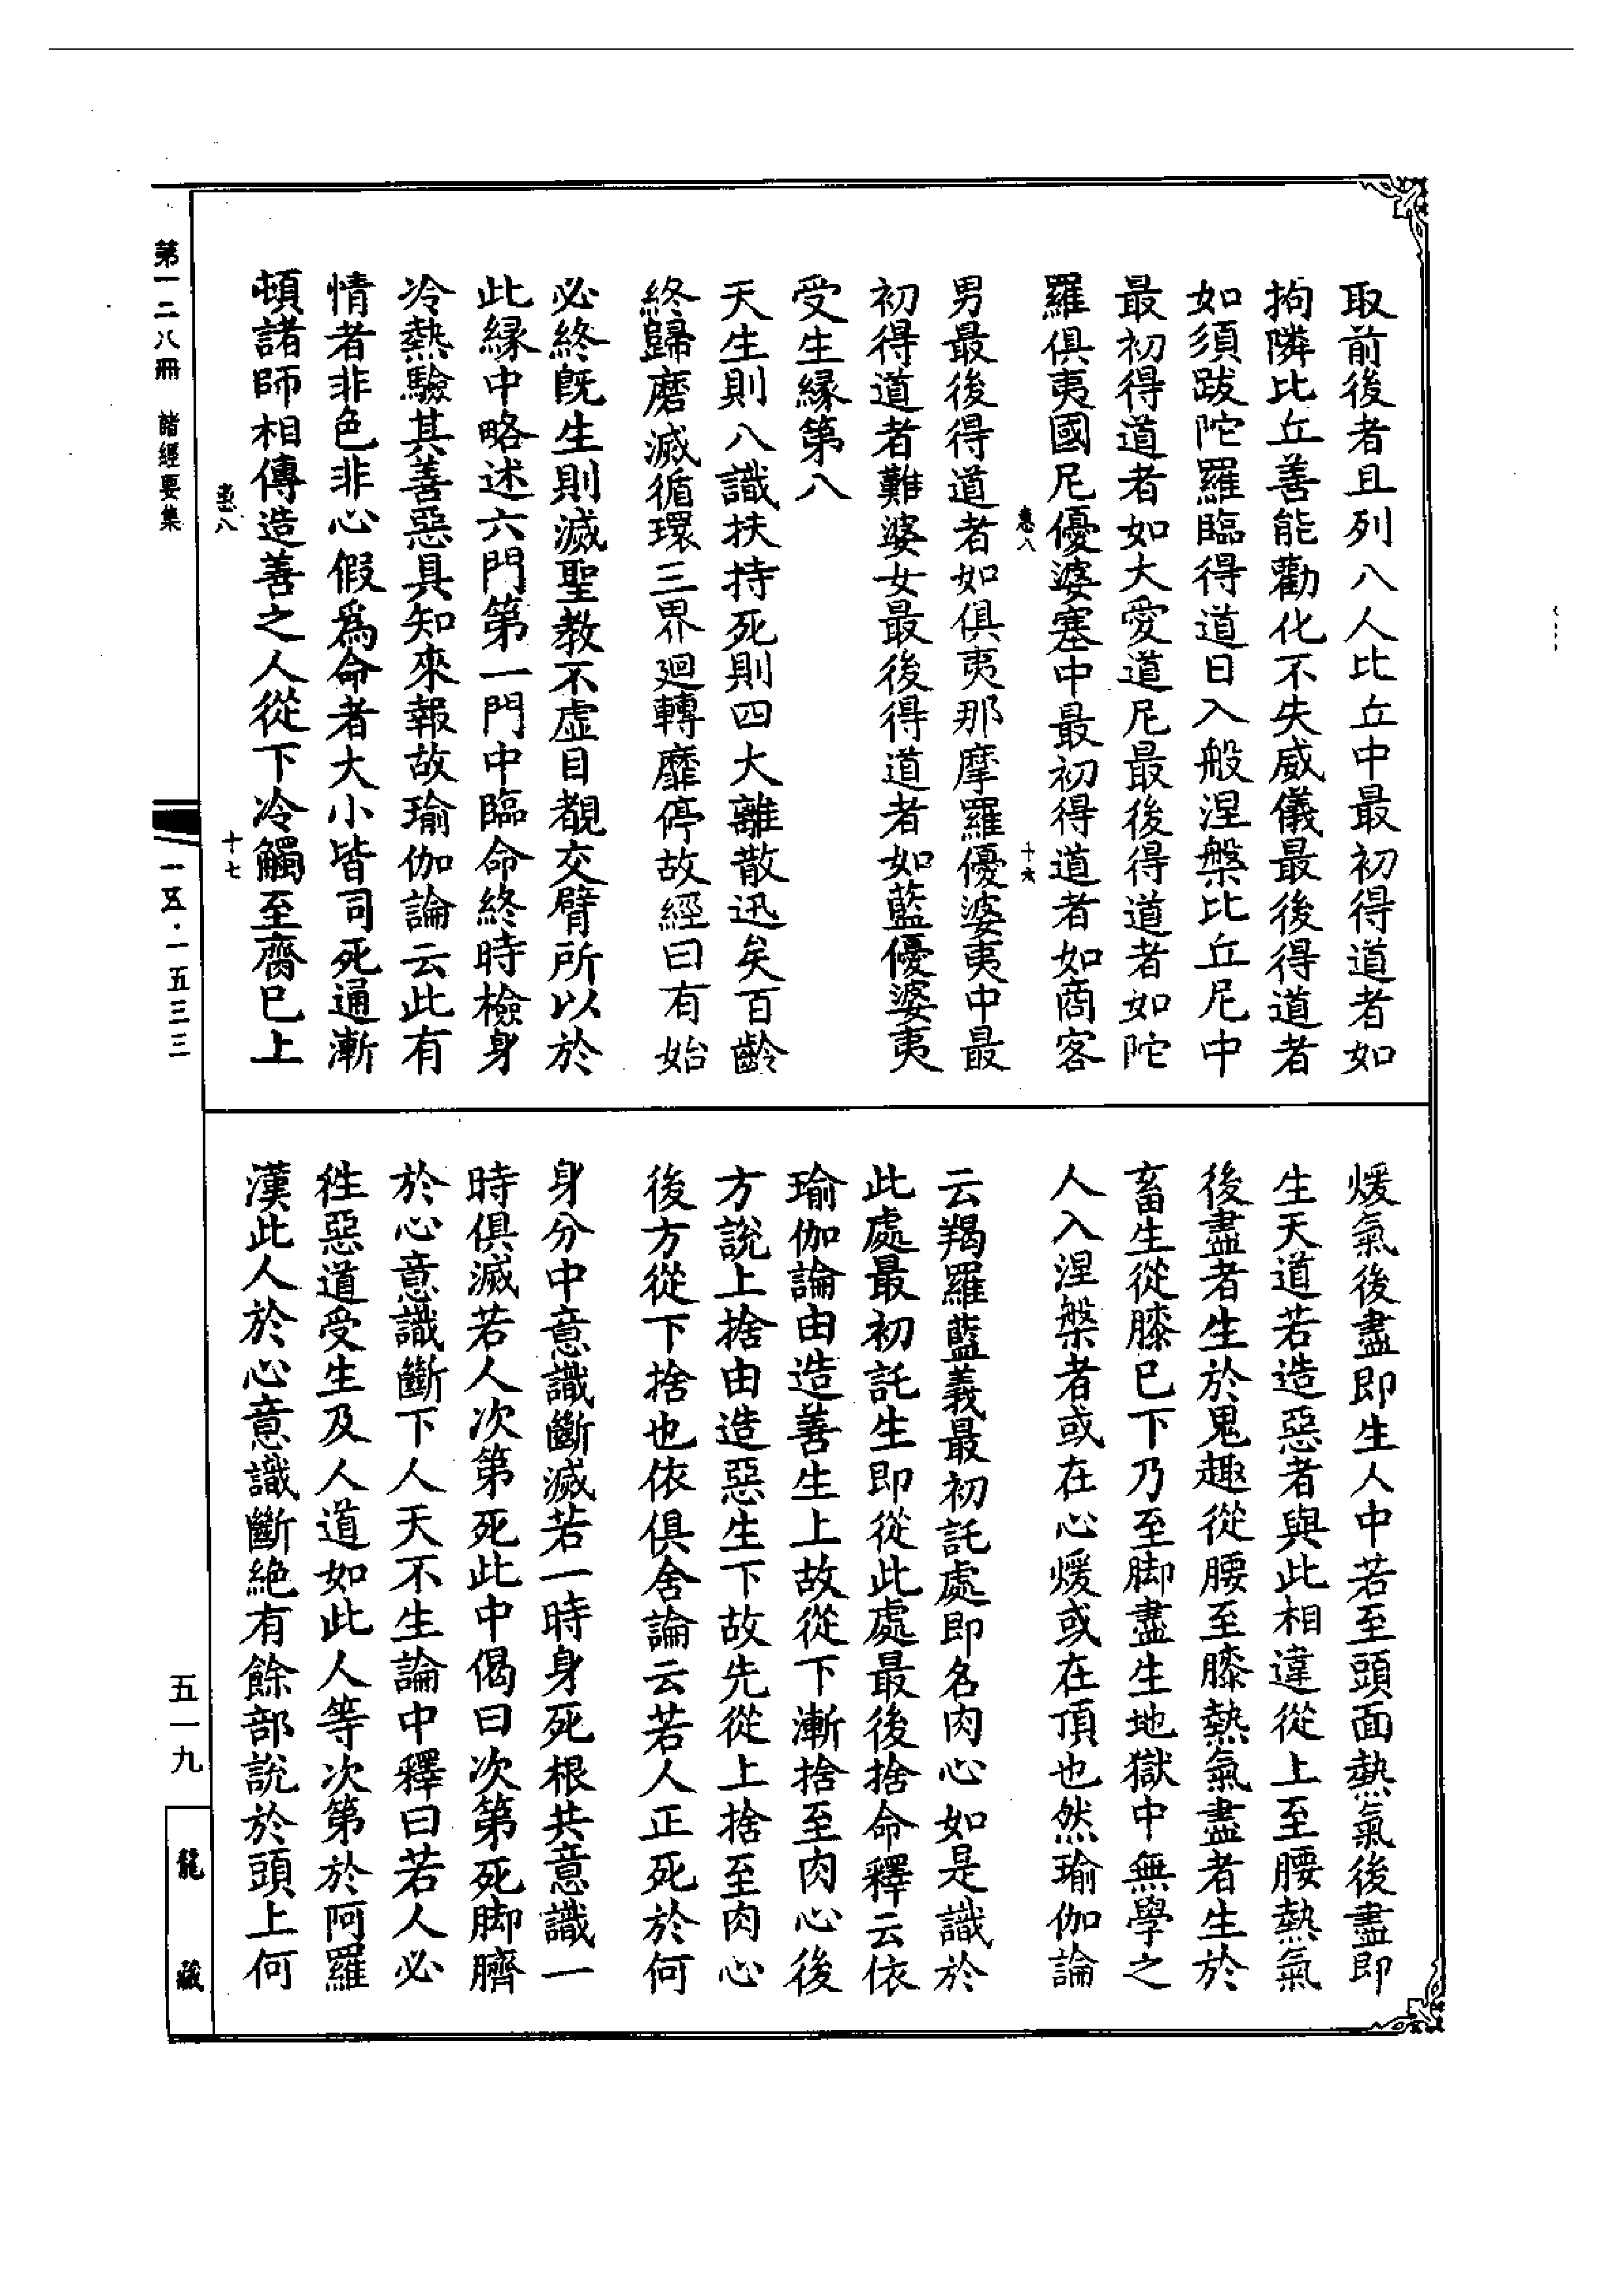 取前後者且列八人比丘中最初得道者如
拘隣比丘善能勸化不失威儀最後得道者
如須跋陀羅臨得道日入般涅槃比丘尼中
最初得道者如大愛道尼最後得道者如陀
羅俱夷國尼優婆塞中最初得道者如商客
卷八 十六
男最後得道者如俱夷那摩羅優婆夷中最
初得道者難婆女最後得道者如藍優婆夷
受生緣第八
夭生則八識扶持死則四大離散迅矣百齡
終歸磨滅循環三界廻轉靡停故經曰有始
必終旣生則滅聖教不虛目覩交臂所以於
此緣中略述六門第一門中臨命終時檢身
冷熱驗其善惡具知來報故瑜伽論云此有
情者非色非心假爲命者大小皆司死通漸
頓諸師相傳造善之人從下冷觸至齎已上
卷八 十七
煖氣後盡即生人中若至頭面熱氣後盡即
生天道若造惡者與此相違從上至腰熱氣
後盡者生於鬼趣從腰至膝熱氣盡者生於
畜生從膝已下乃至脚盡生地獄中無學之
人入涅槃者或在心煖或在頂也然瑜伽論
云羯羅藍義最初託處即名肉心如是識於
此處最初託生即從此處最後捨命釋云依
瑜伽論由造善生上故從下漸捨至肉心後
方說上捨由造惡生下故先從上捨至肉心
後方從下捨也依俱舍論云若人正死於何
身分中意識斷滅若一時身死根共意識一
時俱滅若人次第死此中偈曰次第死脚臍
於心意識斷下人天不生論中釋曰若人必
徃惡道受生及人道如此人等次第於阿羅
漢此人於心意識斷絕有餘部說於頭上何
第一二八冊 諸經要集
一五·一五三三
五一九
龍藏